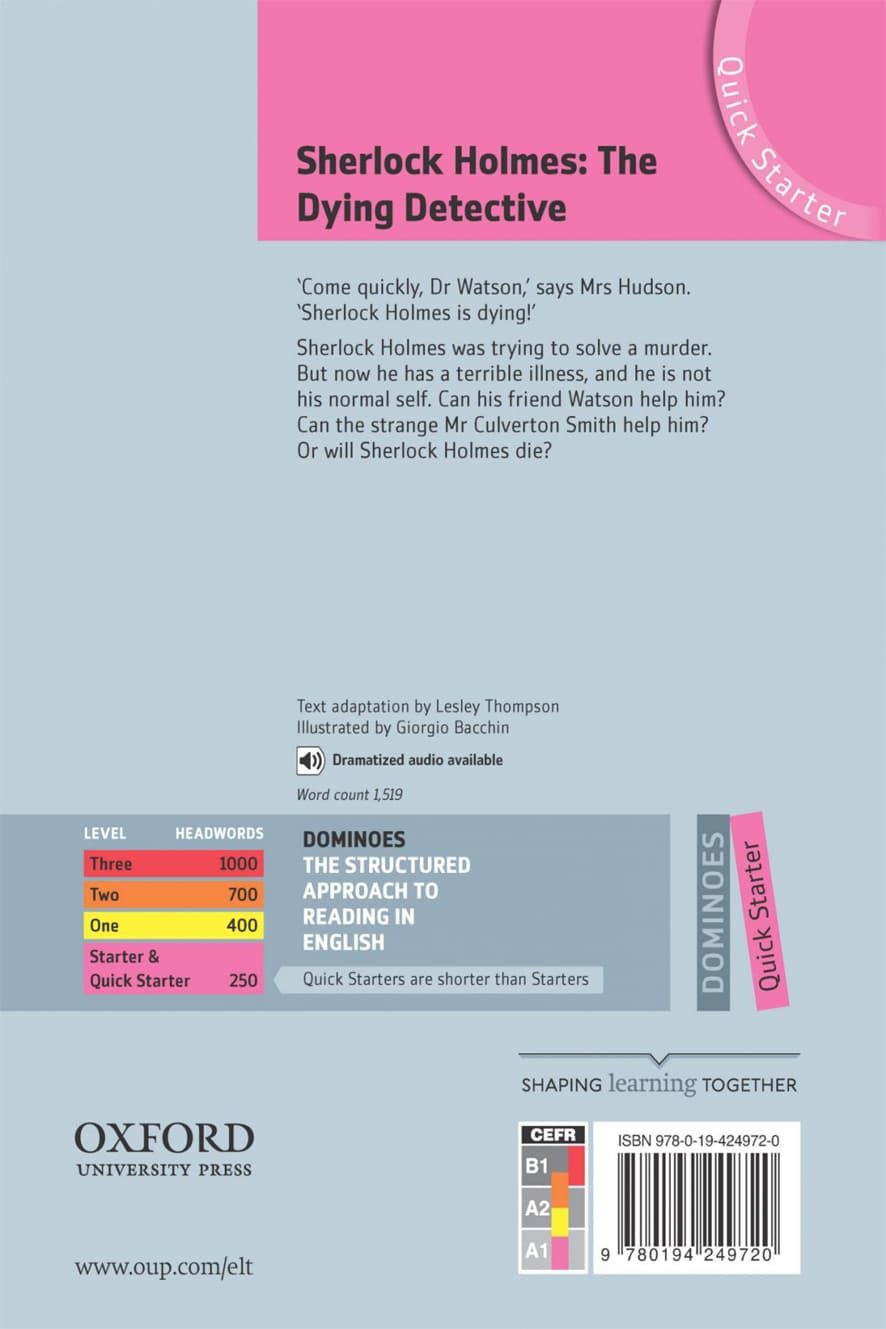 Quick Starter
Sherlock Holmes: The
Dying Detective
‘Come quickly, Dr Watson,’ says Mrs Hudson.
‘Sherlock Holmes is dying!’
Sherlock Holmes was trying to solve a murder.
But now he has a terrible illness, and he is not
his normal self. Can his friend Watson help him?
Can the strange Mr Culverton Smith help him?
Or will Sherlock Holmes die?
Text adaptation by Lesley Thompson
Illustrated by Giorgio Bacchin
Dramatized audio available
Word count 1,519
LEVEL HEADWORDS
Three 1000
Two 700
One 400
Starter &
Quick Starter 250
DOMINOES
THE STRUCTURED
APPROACH TO
READING IN
ENGLISH
Quick Starters are shorter than Starters
DOMINOES
Quick Starter
SHAPING learning TOGETHER
OXFORD
UNIVERSITY PRESS
www.oup.com/elt
CEFR
B1
A2
A1
ISBN 978-0-19-424972-0
9 780194 249720